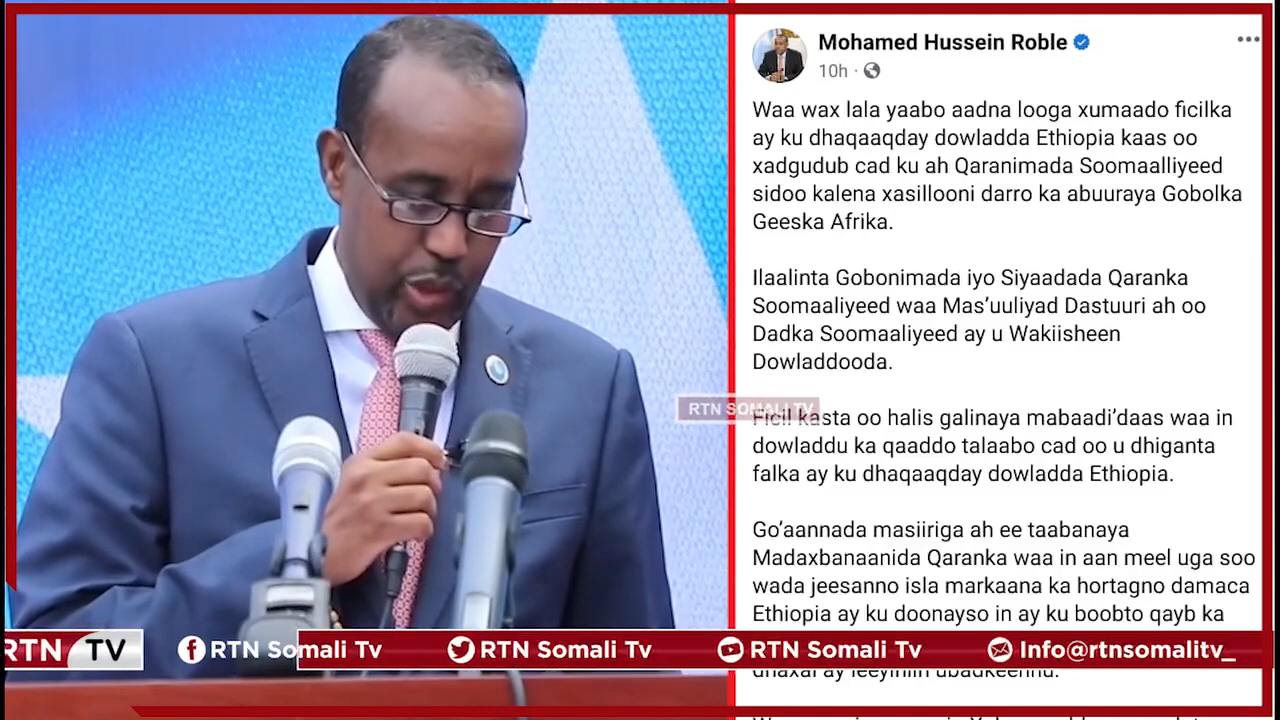 Mohamed Hussein Roble
10h
Waa wax lala yaabo aadna looga xumaado ficilka
ay ku dhaqaaqday dowladda Ethiopia kaas oo
xadgudub cad ku ah Qaranimada Soomaalliyeed
sidoo kalena xasillooni darro ka abuuraya Gobolka
Geeska Afrika.
Ilaalinta Gobonimada iyo Siyaadada Qaranka
Soomaaliyeed waa Mas’uuliyad Dastuuri ah oo
Dadka Soomaaliyeed ay u Wakiisheen
Dowladdooda.
RTN SOMALI TV
Ficil kasta oo halis galinaya mabaadi’daas waa in
dowladdu ka qaaddo talaabo cad oo u dhiganta
falka ay ku dhaqaaqday dowladda Ethiopia.
Go’aannada masiiriga ah ee taabanaya
Madaxbanaanida Qaranka waa in aan meel uga soo
wada jeesanno isla markaana ka hortagno damaca
Ethiopia ay ku doonayso in ay ku boobto qayb ka
RTN TV
RTN Somali Tv
RTN Somali Tv
RTN Somali Tv
Info@rtnsomalitv_